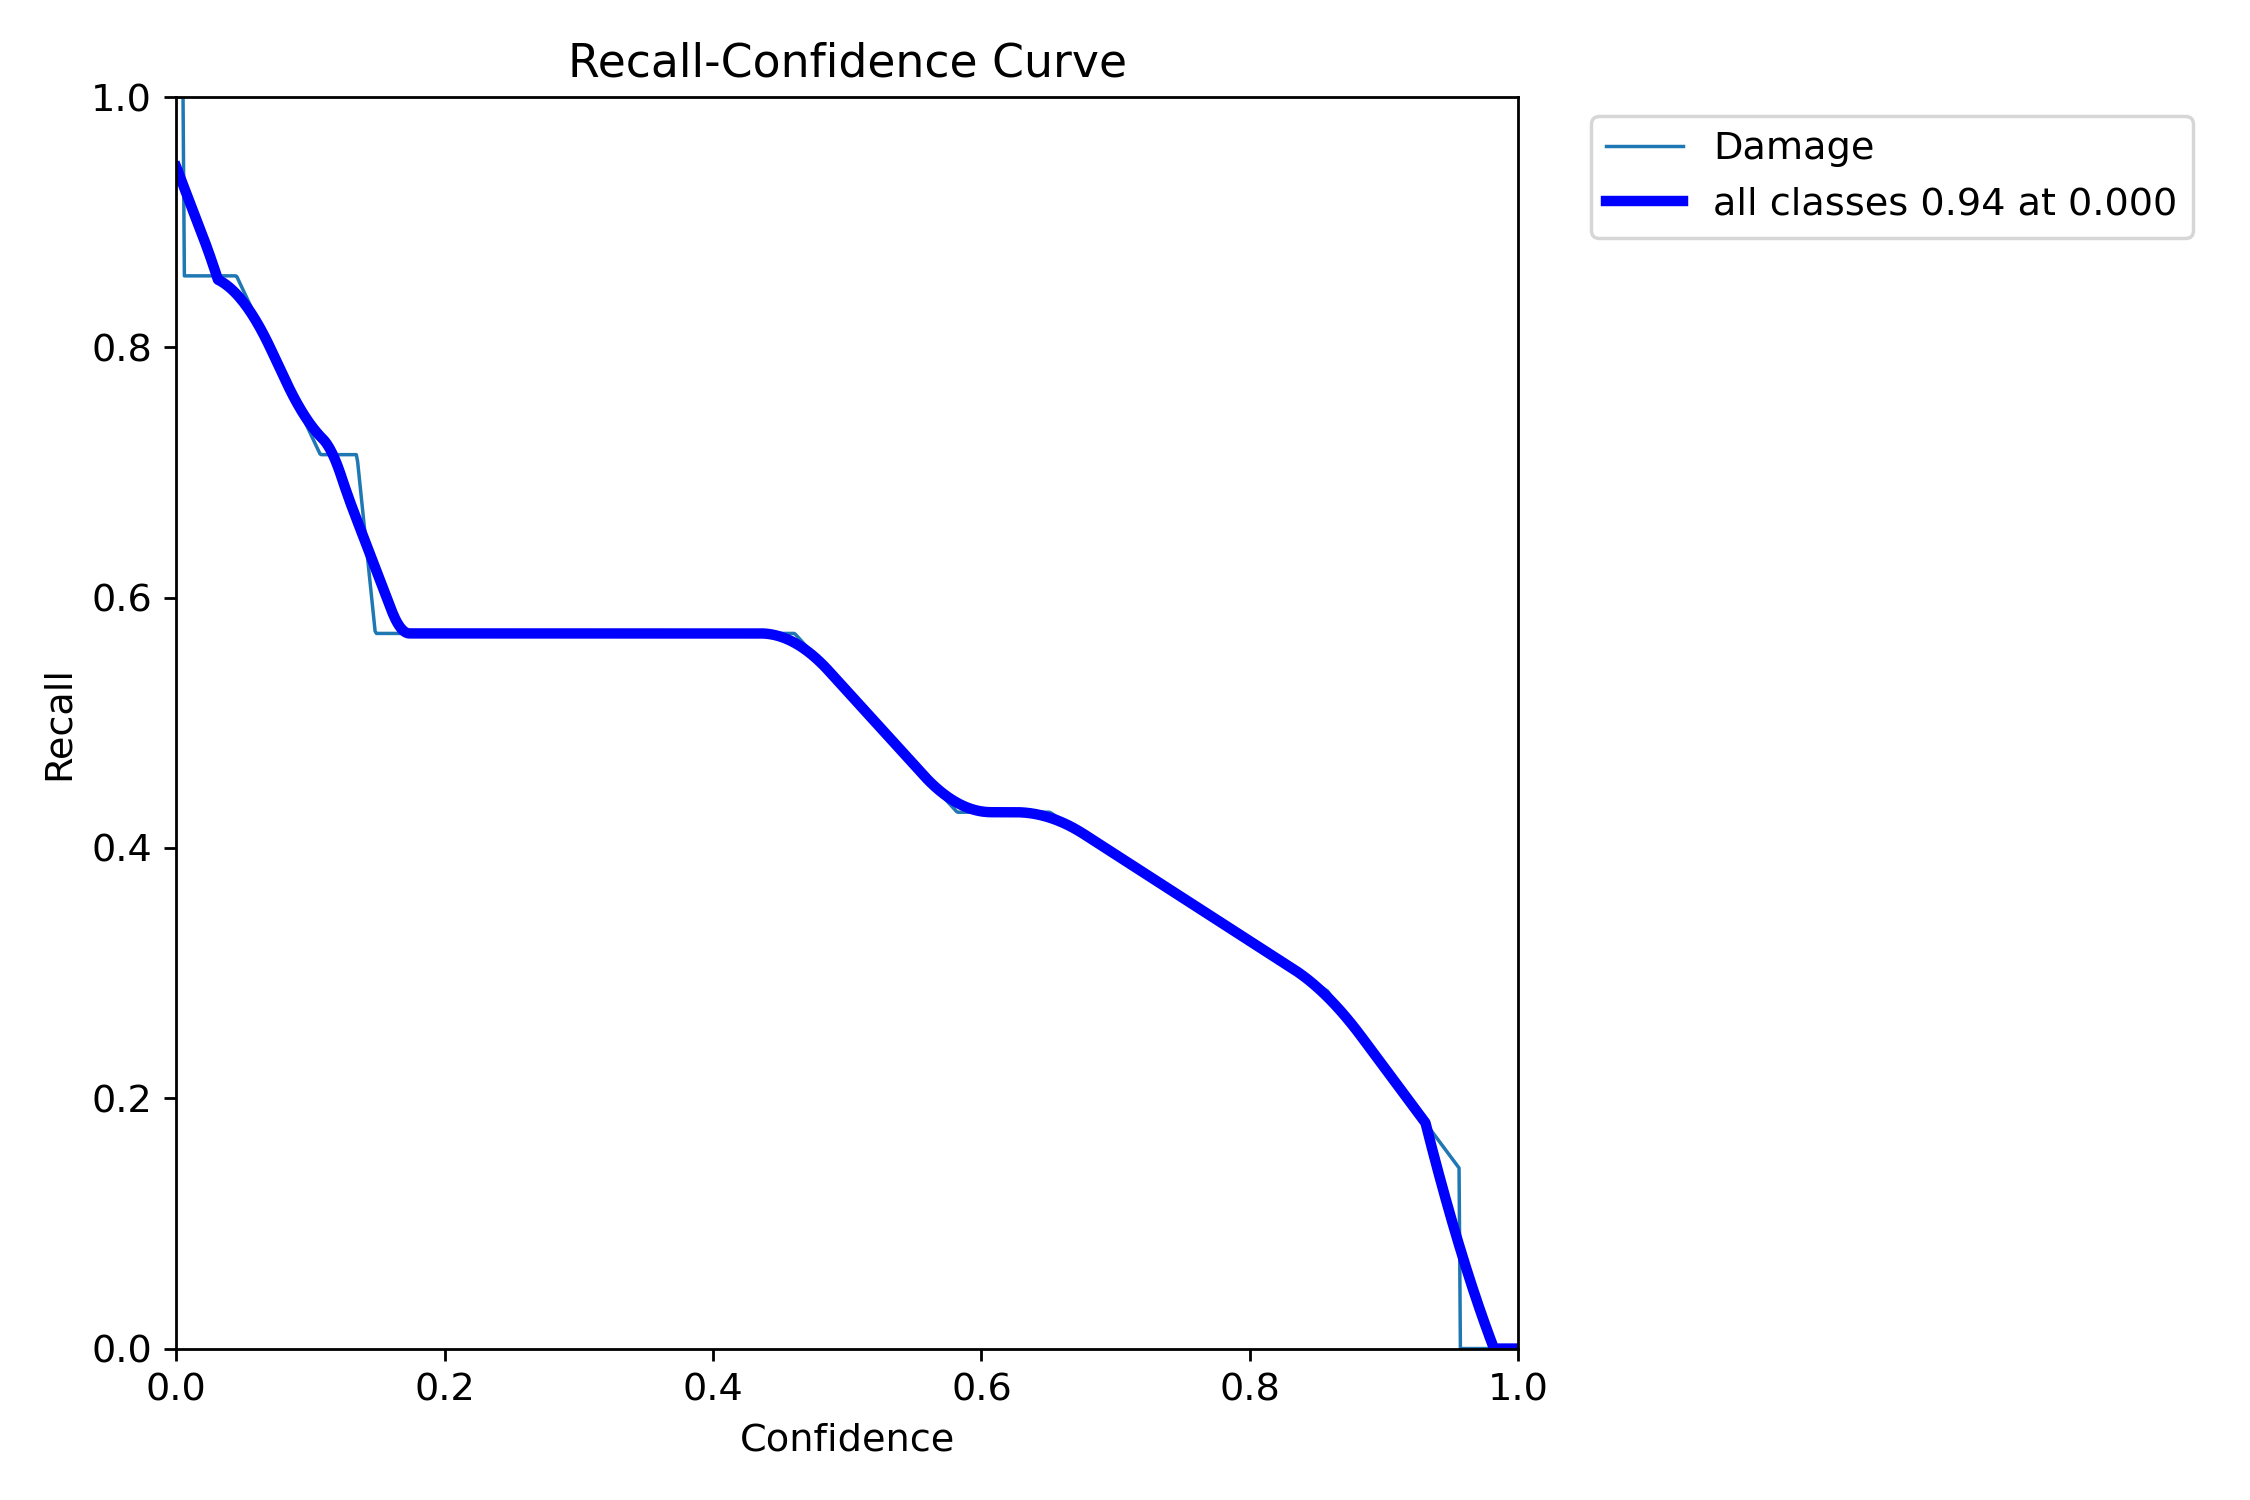 Recall-Confidence Curve
Damage
all classes 0.94 at 0.000
1.0
0.8
0.6
0.4
0.2
0.0
Recall
0.0 0.2 0.4 0.6 0.8 1.0
Confidence